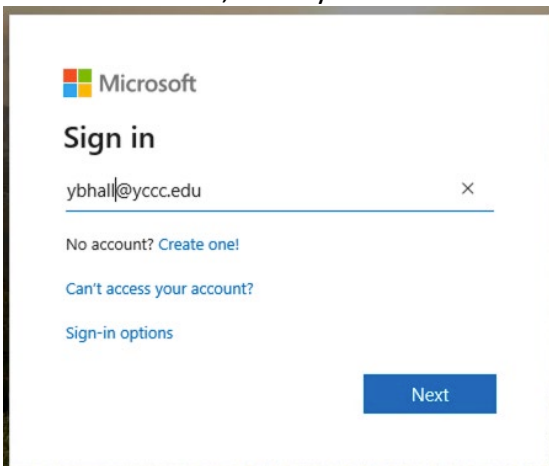 Microsoft
Sign in
ybhall@yccc.edu
No account? Create one!
Can't access your account?
Sign-in options
Next